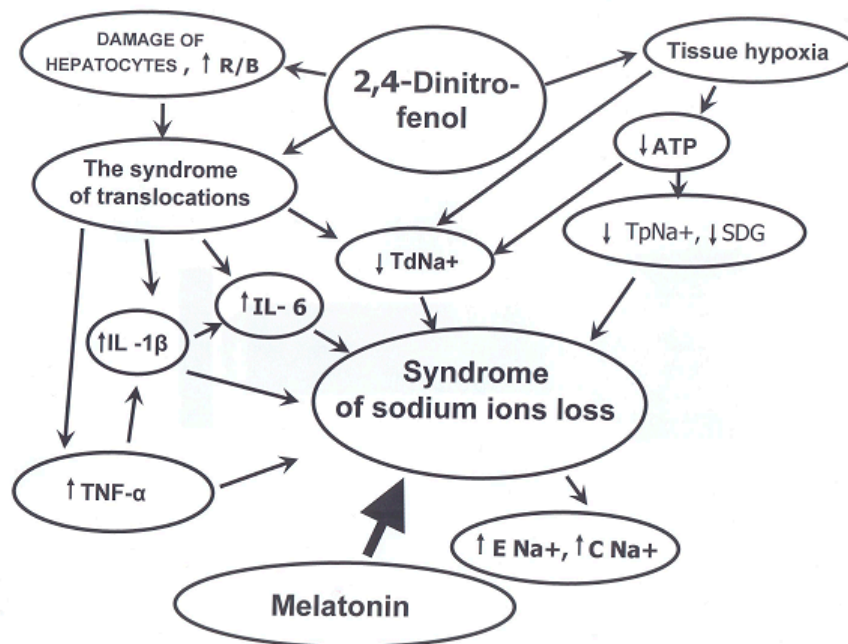 DAMAGE OF
HEPATOCYTES , ↑ R/B
2,4-Dinitro-
fenol
Tissue hypoxia
↓ATP
The syndrome
of translocations
↓ TpNa+, ↓SDG
↓ TdNa+
↑IL- 6
↑IL -1β
Syndrome
of sodium ions loss
↑ TNF-α
↑ E Na+, ↑C Na+
Melatonin